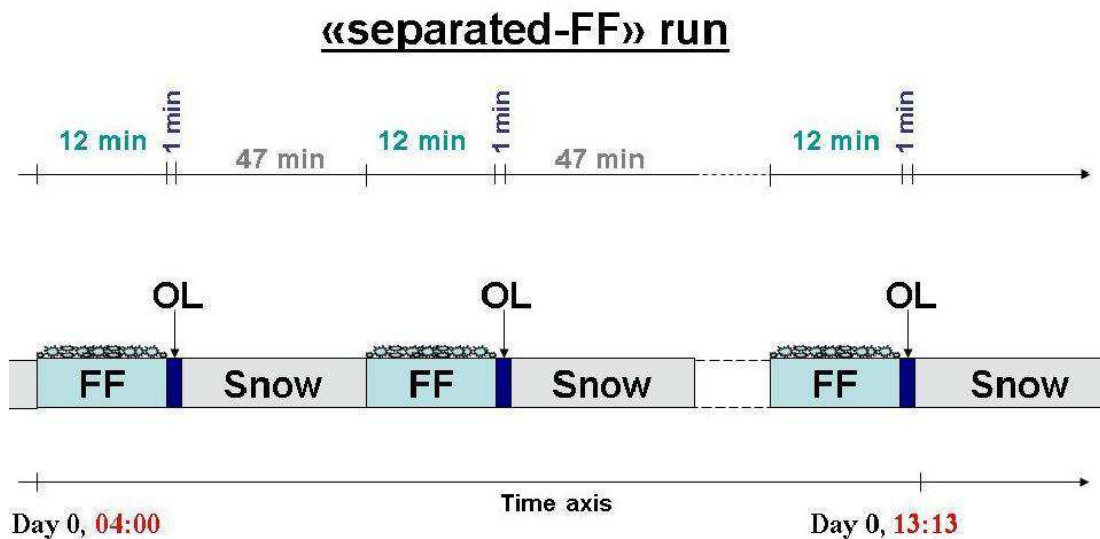 «separated-FF» run
12 min 1 min 47 min 12 min 1 min 47 min 12 min 1 min
OL OL OL
FF Snow FF Snow FF Snow
Time axis
Day 0, 04:00 Day 0, 13:13